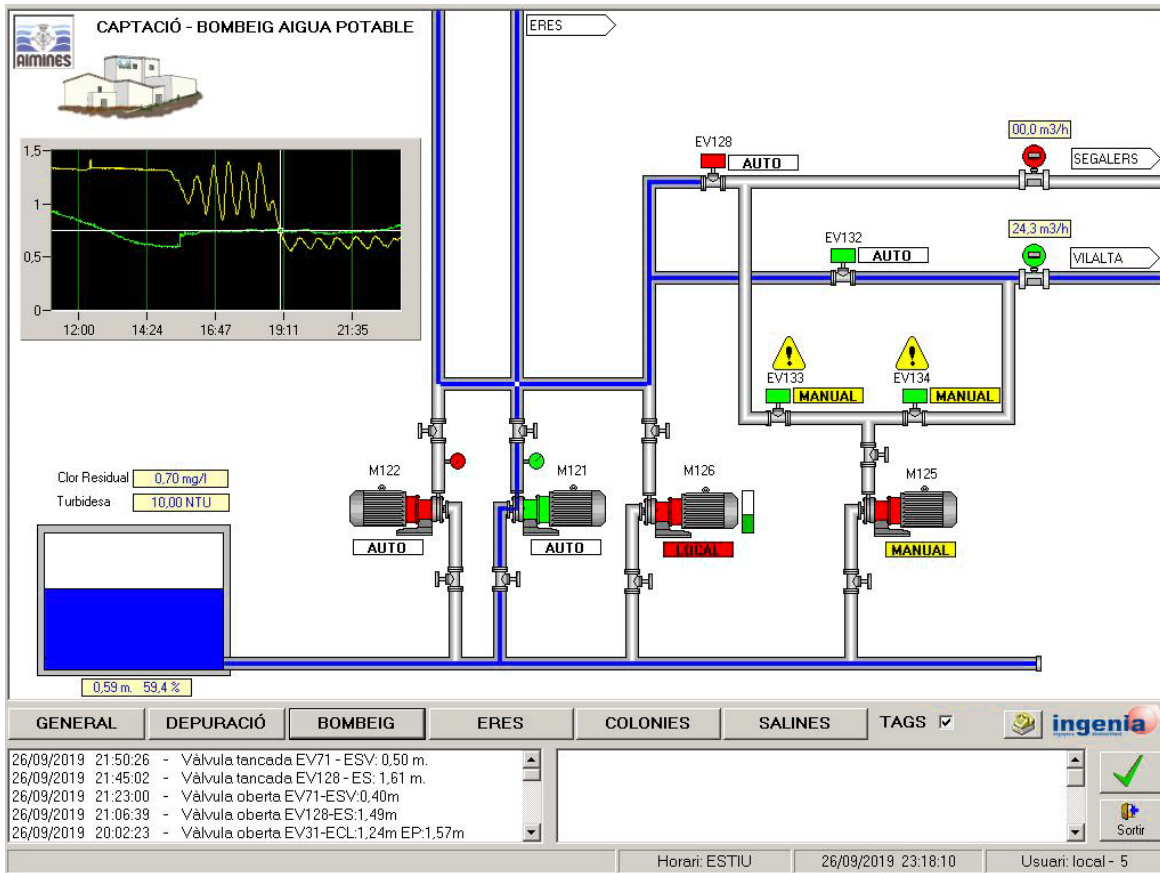 AIMINES
CAPTACIÓ - BOMBEIG AIGUA POTABLE
ERES
1,5
1
0,5
0
12:00
14:24
16:47
19:11
21:35
EV128
AUTO
00,0 m3/h
SEGALERS
EV132
AUTO
24,3 m3/h
VILALTA
EV133
MANUAL
EV134
MANUAL
M122
AUTO
M121
AUTO
M126
LOCAL
M125
MANUAL
Clor Residual 0,70 mg/l
Turbidesa 10,00 NTU
0,59 m. 59,4 %
GENERAL
DEPURACIÓ
BOMBEIG
ERES
COLONIES
SALINES
TAGS
ingenia
26/09/2019 21:50:26 - Vàlvula tancada EV71 - ESV: 0,50 m.
26/09/2019 21:45:02 - Vàlvula tancada EV128 - ES: 1,61 m.
26/09/2019 21:23:00 - Vàlvula oberta EV71-ESV:0,40m
26/09/2019 21:06:39 - Vàlvula oberta EV128-ES:1,49m
26/09/2019 20:02:23 - Vàlvula oberta EV31-ECL:1,24m EP:1,57m
Sortir
Horari: ESTIU
26/09/2019 23:18:10
Usuari: local - 5